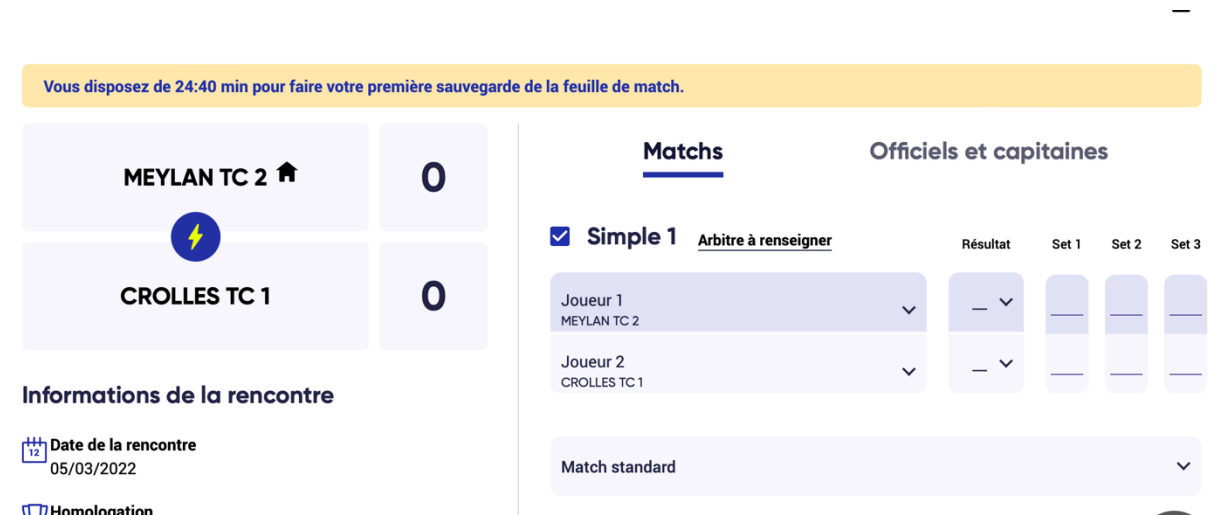 Vous disposez de 24:40 min pour faire votre première sauvegarde de la feuille de match.
MEYLAN TC 2
0
CROLLES TC 1
0
Informations de la rencontre
12
Date de la rencontre
05/03/2022
Homologation
Matchs
Officiels et capitaines
Simple 1
Arbitre à renseigner
Résultat
Set 1
Set 2
Set 3
Joueur 1
MEYLAN TC 2
Joueur 2
CROLLES TC 1
Match standard